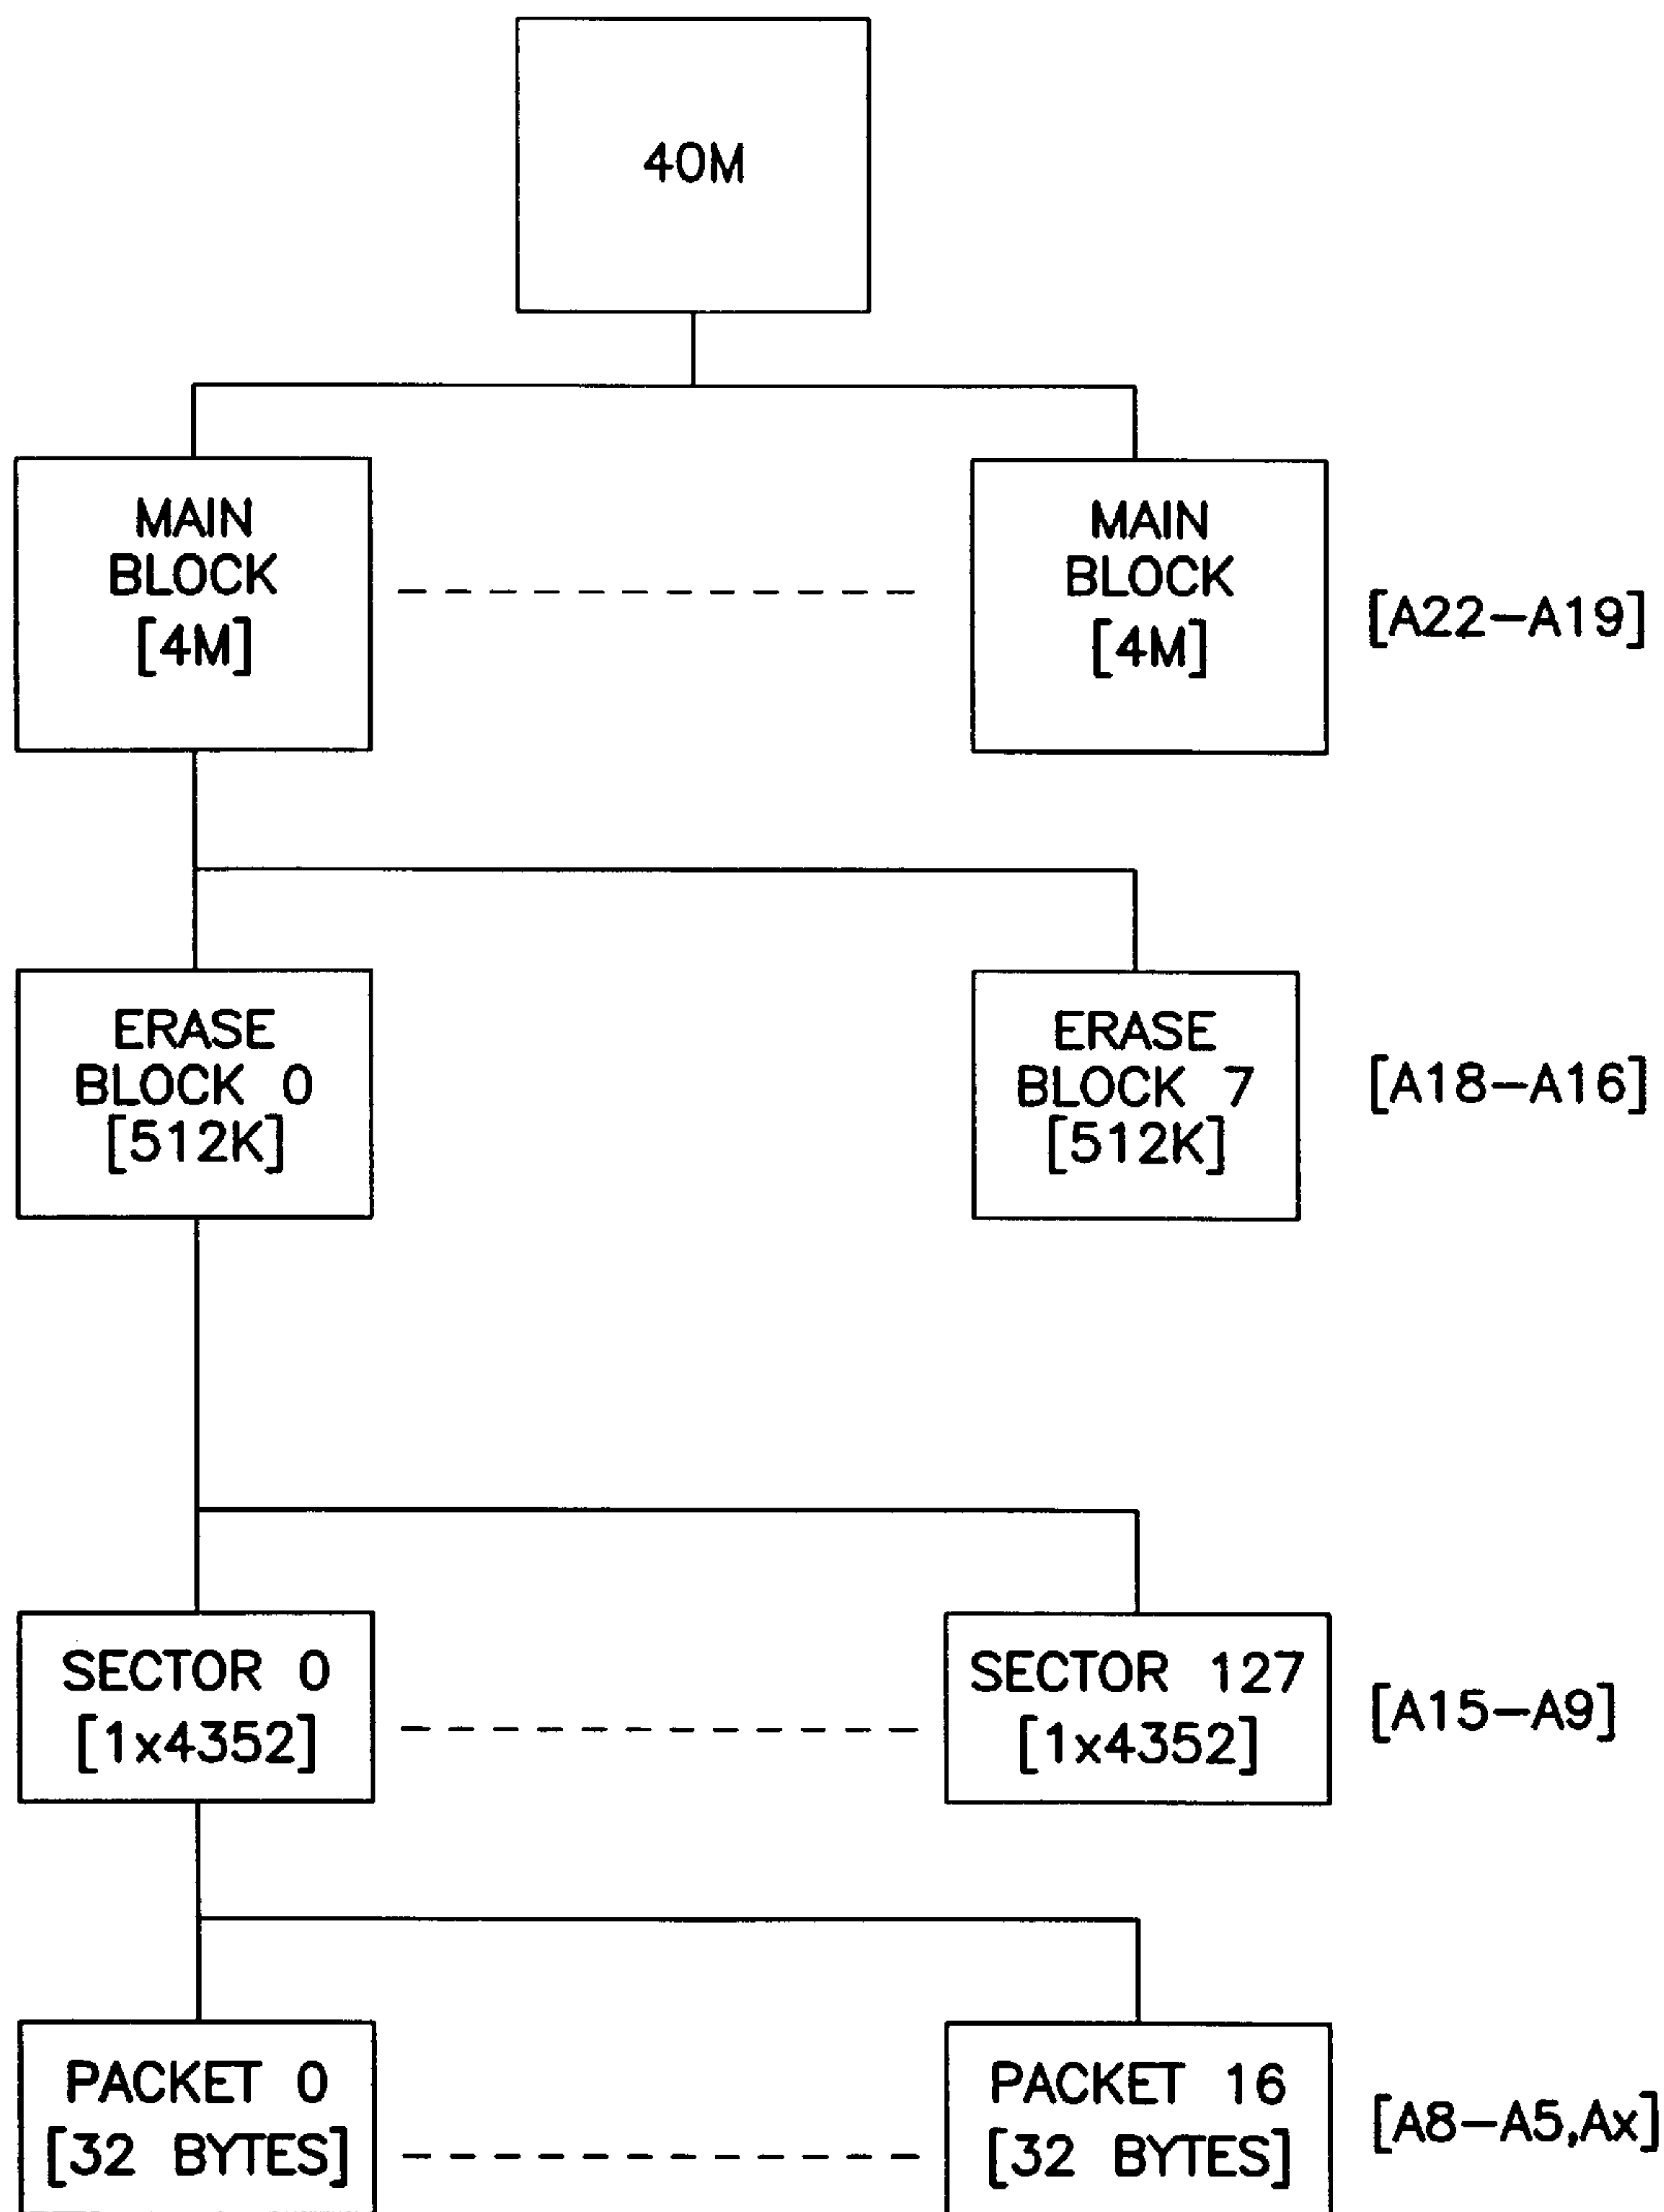 40M
MAIN
BLOCK
[4M]
MAIN
BLOCK
[4M]
[A22-A19]
ERASE
BLOCK 0
[512K]
ERASE
BLOCK 7
[512K]
[A18-A16]
SECTOR 0
[1x4352]
SECTOR 127
[1x4352]
[A15-A9]
PACKET 0
[32 BYTES]
PACKET 16
[32 BYTES]
[A8-A5,Ax]